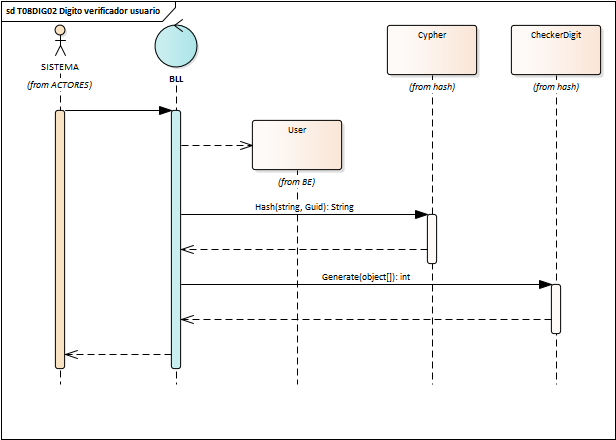 sd T08DIG02 Digito verificador usuario
SISTEMA
(from ACTORES)
BLL
Cypher
(from hash)
CheckerDigit
(from hash)
User
(from BE)
Hash(string, Guid): String
Generate(object[]): int